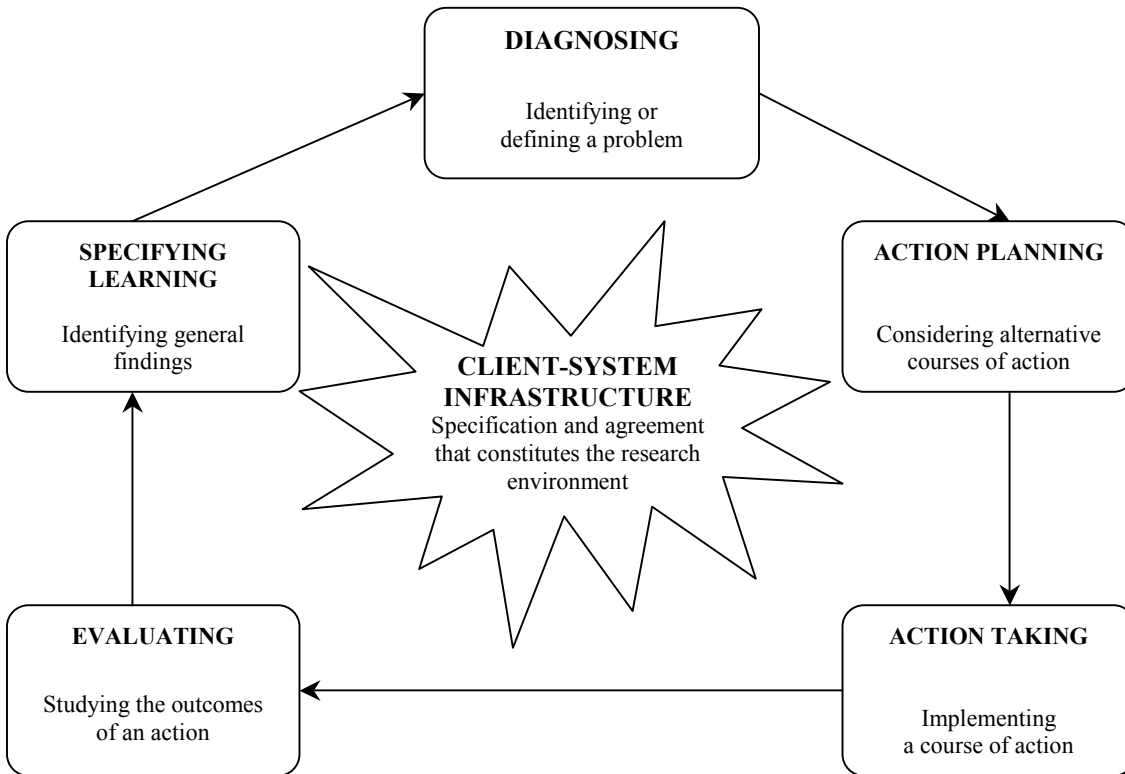 DIAGNOSING
Identifying or
defining a problem
ACTION PLANNING
Considering alternative
courses of action
ACTION TAKING
Implementing
a course of action
EVALUATING
Studying the outcomes
of an action
SPECIFYING
LEARNING
Identifying general
findings
CLIENT-SYSTEM
INFRASTRUCTURE
Specification and agreement
that constitutes the research
environment